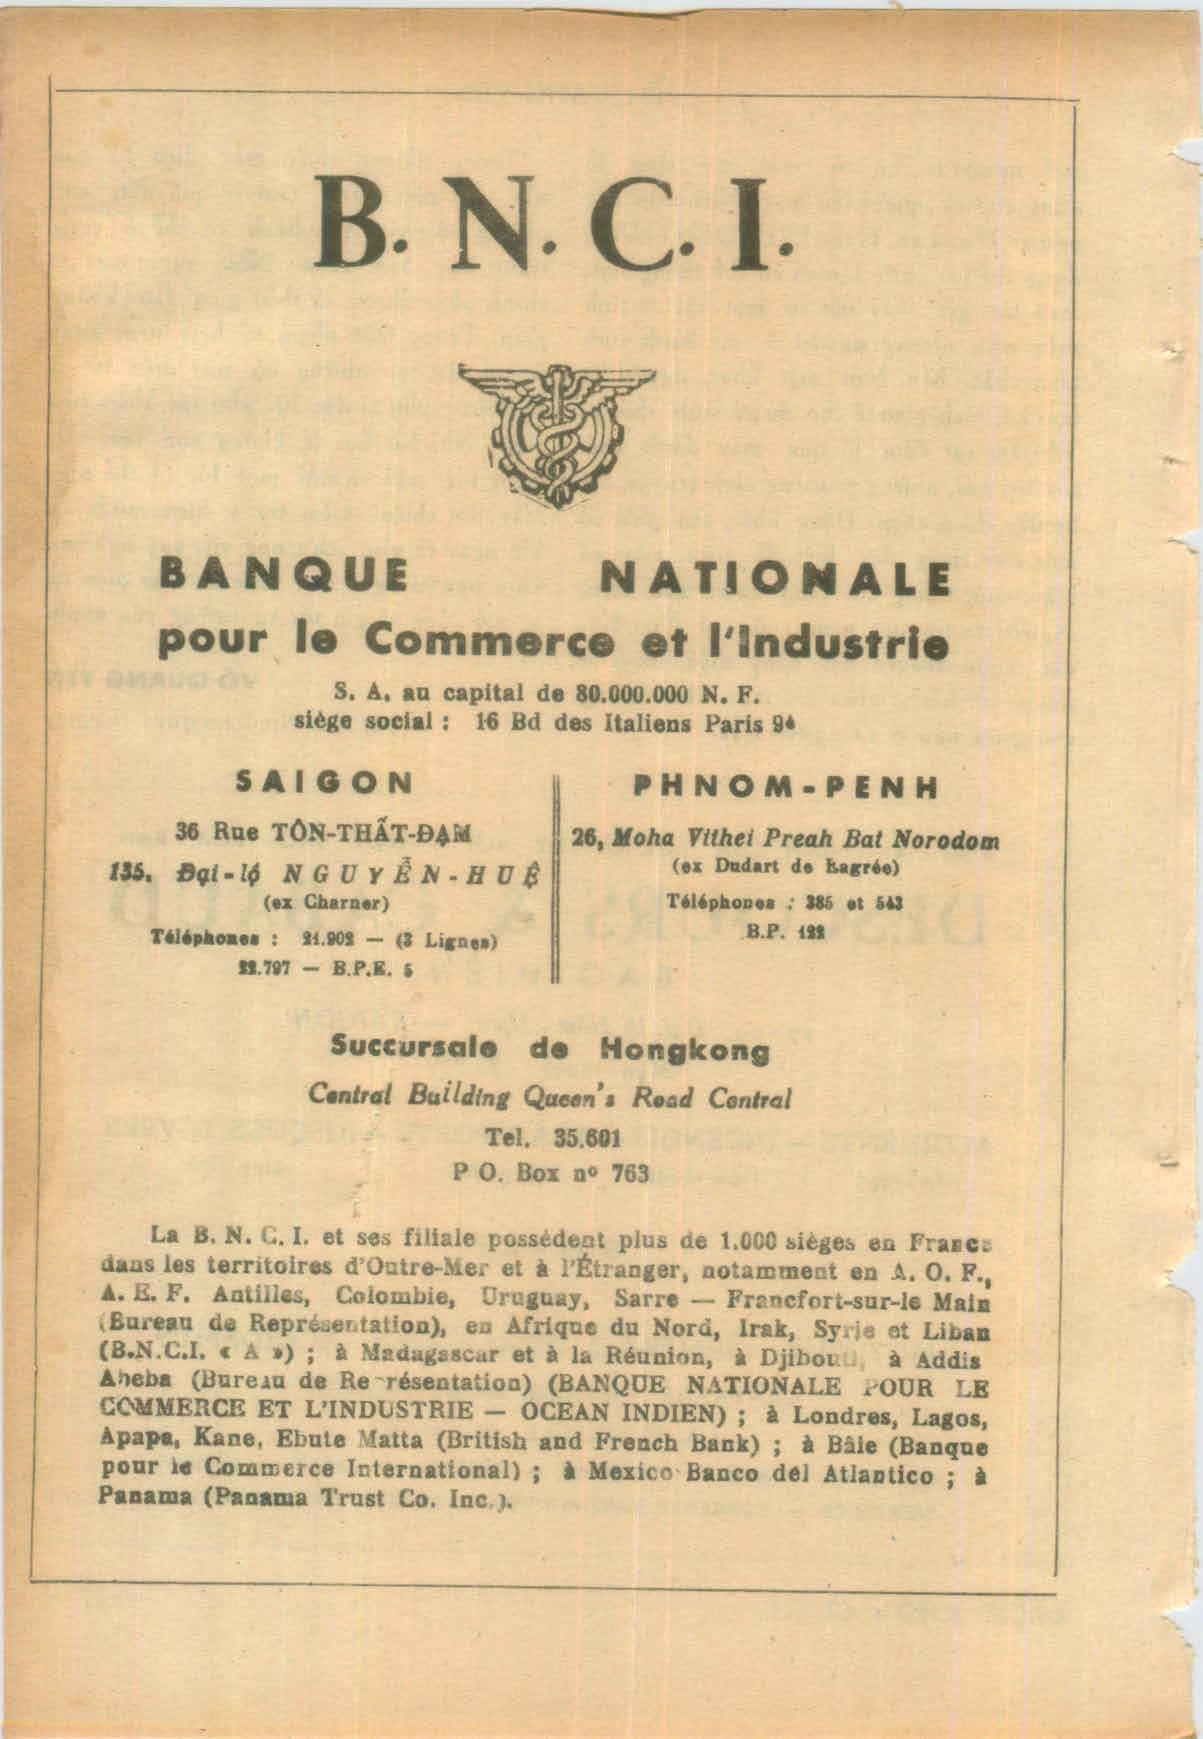 B. N. C. I.
BANQUE NATIONALE
pour le Commerce et l'Industrie
S. A. au capital de 80.000.000 N. F.
siège social : 16 Bd des Italiens Paris 9è
SAIGON
36 Rue TÔN-THẤT-ĐẠM
135. Đại-lộ NGUYỄN-HUỆ
(ex Charner)
Téléphones : 21.902 — (3 Lignes)
22.797 — B.P.E. 5
PHNOM-PENH
26, Moha Vithei Preah Bat Norodom
(ex Dudart de Lagrée)
Téléphones : 385 et 543
B.P. 122
Succursale de Hongkong
Central Building Queen's Road Central
Tel. 35.601
P O. Box nº 763
La B. N. C. I. et ses filiale possèdent plus de 1.000 sièges en France
dans les territoires d'Outre-Mer et à l'Étranger, notamment en A. O. F.,
A. E. F. Antilles, Colombie, Uruguay, Sarre — Francfort-sur-le Main
(Bureau de Représentation), en Afrique du Nord, Irak, Syrie et Liban
(B.N.C.I. « A ») ; à Madagascar et à la Réunion, à Djibouti, à Addis
Abeba (Bureau de Re résentation) (BANQUE NATIONALE POUR LE
COMMERCE ET L'INDUSTRIE — OCEAN INDIEN) ; à Londres, Lagos,
Apapa, Kane, Ebute Matta (British and French Bank) ; à Bâle (Banque
pour le Commerce International) ; à Mexico Banco del Atlantico ; à
Panama (Panama Trust Co. Inc.).